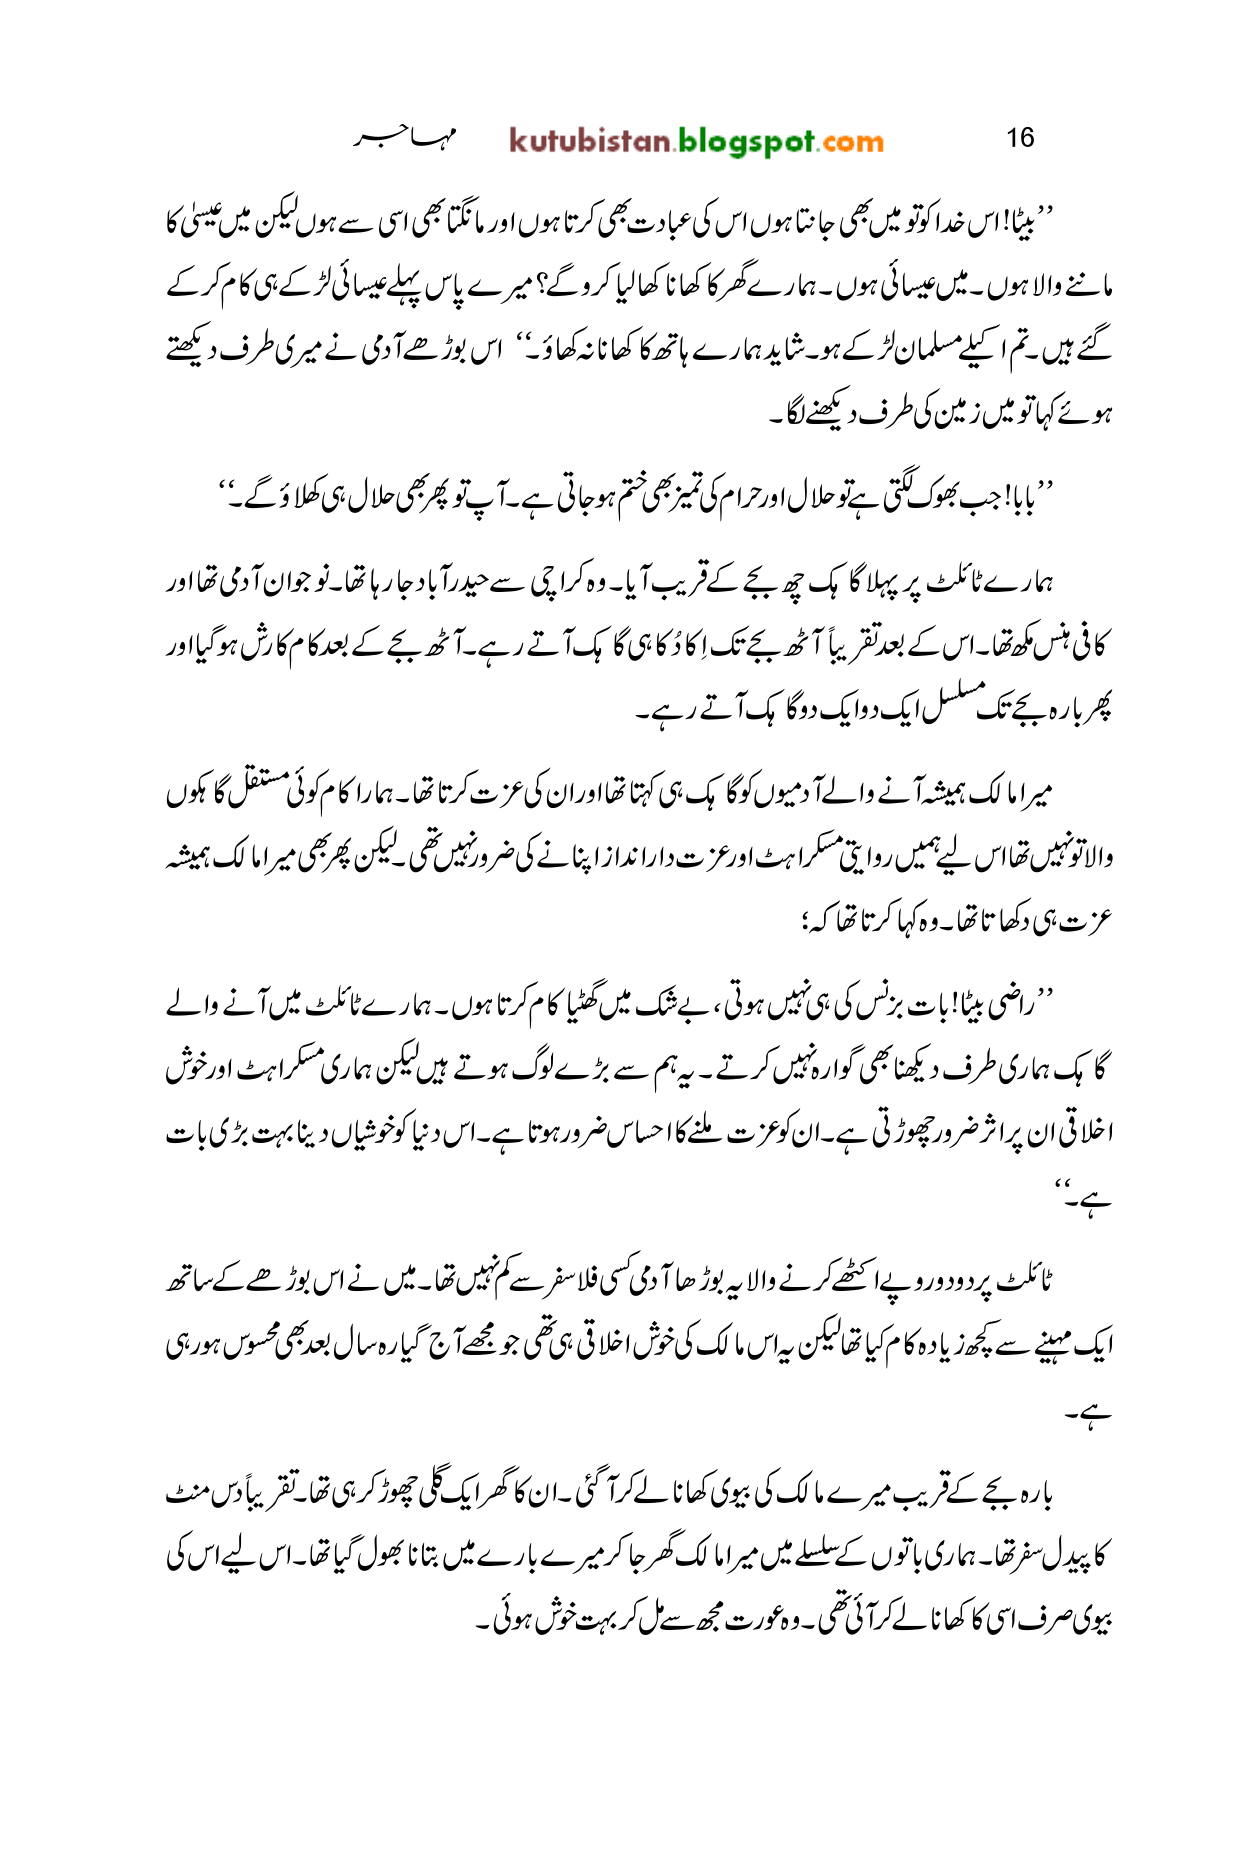 16 kutubistan.blogspot.com مہاجر
’’بیٹا! اس خدا کو تو میں بھی جانتا ہوں اس کی عبادت بھی کرتا ہوں اور مانگتا بھی اسی سے ہوں لیکن میں عیسیٰ کا
ماننے والا ہوں۔ میں عیسائی ہوں۔ ہمارے گھر کا کھانا کھا لیا کرو گے؟ میرے پاس پہلے عیسائی لڑکے ہی کام کر کے
گئے ہیں۔ تم اکیلے مسلمان لڑکے ہو۔ شاید ہمارے ہاتھ کا کھانا نہ کھاؤ۔‘‘ اس بوڑھے آدمی نے میری طرف دیکھتے
ہوئے کہا تو میں زمین کی طرف دیکھنے لگا۔
’’بابا! جب بھوک لگتی ہے تو حلال اور حرام کی تمیز بھی ختم ہو جاتی ہے۔ آپ تو پھر بھی حلال ہی کھلاؤ گے۔‘‘
ہمارے ٹائلٹ پر پہلا گاہک چھ بجے کے قریب آیا۔ وہ کراچی سے حیدرآباد جا رہا تھا۔ نوجوان آدمی تھا اور
کافی ہنس مکھ تھا۔ اس کے بعد تقریباً آٹھ بجے تک اِکا دُکا ہی گاہک آتے رہے۔ آٹھ بجے کے بعد کام کا رش ہو گیا اور
پھر بارہ بجے تک مسلسل ایک دو ایک دو گاہک آتے رہے۔
میرا مالک ہمیشہ آنے والے آدمیوں کو گاہک ہی کہتا تھا اور ان کی عزت کرتا تھا۔ ہمارا کام کوئی مستقل گاہکوں
والا تو نہیں تھا اس لیے ہمیں روایتی مسکراہٹ اور عزت دار انداز اپنانے کی ضرور نہیں تھی۔ لیکن پھر بھی میرا مالک ہمیشہ
عزت ہی دکھاتا تھا۔ وہ کہا کرتا تھا کہ؛
’’راضی بیٹا! بات بزنس کی ہی نہیں ہوتی، بے شک میں گھٹیا کام کرتا ہوں۔ ہمارے ٹائلٹ میں آنے والے
گاہک ہماری طرف دیکھنا بھی گوارہ نہیں کرتے۔ یہ ہم سے بڑے لوگ ہوتے ہیں لیکن ہماری مسکراہٹ اور خوش
اخلاقی ان پر اثر ضرور چھوڑتی ہے۔ ان کو عزت ملنے کا احساس ضرور ہوتا ہے۔ اس دنیا کو خوشیاں دینا بہت بڑی بات
ہے۔‘‘
ٹائلٹ پر دو دو روپے اکٹھے کرنے والا یہ بوڑھا آدمی کسی فلاسفر سے کم نہیں تھا۔ میں نے اس بوڑھے کے ساتھ
ایک مہینے سے کچھ زیادہ کام کیا تھا لیکن یہ اس مالک کی خوش اخلاقی ہی تھی جو مجھے آج گیارہ سال بعد بھی محسوس ہو رہی
ہے۔
بارہ بجے کے قریب میرے مالک کی بیوی کھانا لے کر آ گئی۔ ان کا گھر ایک گلی چھوڑ کر ہی تھا۔ تقریباً دس منٹ
کا پیدل سفر تھا۔ ہماری باتوں کے سلسلے میں میرا مالک گھر جا کر میرے بارے میں بتانا بھول گیا تھا۔ اس لیے اس کی
بیوی صرف اسی کا کھانا لے کر آئی تھی۔ وہ عورت مجھ سے مل کر بہت خوش ہوئی۔